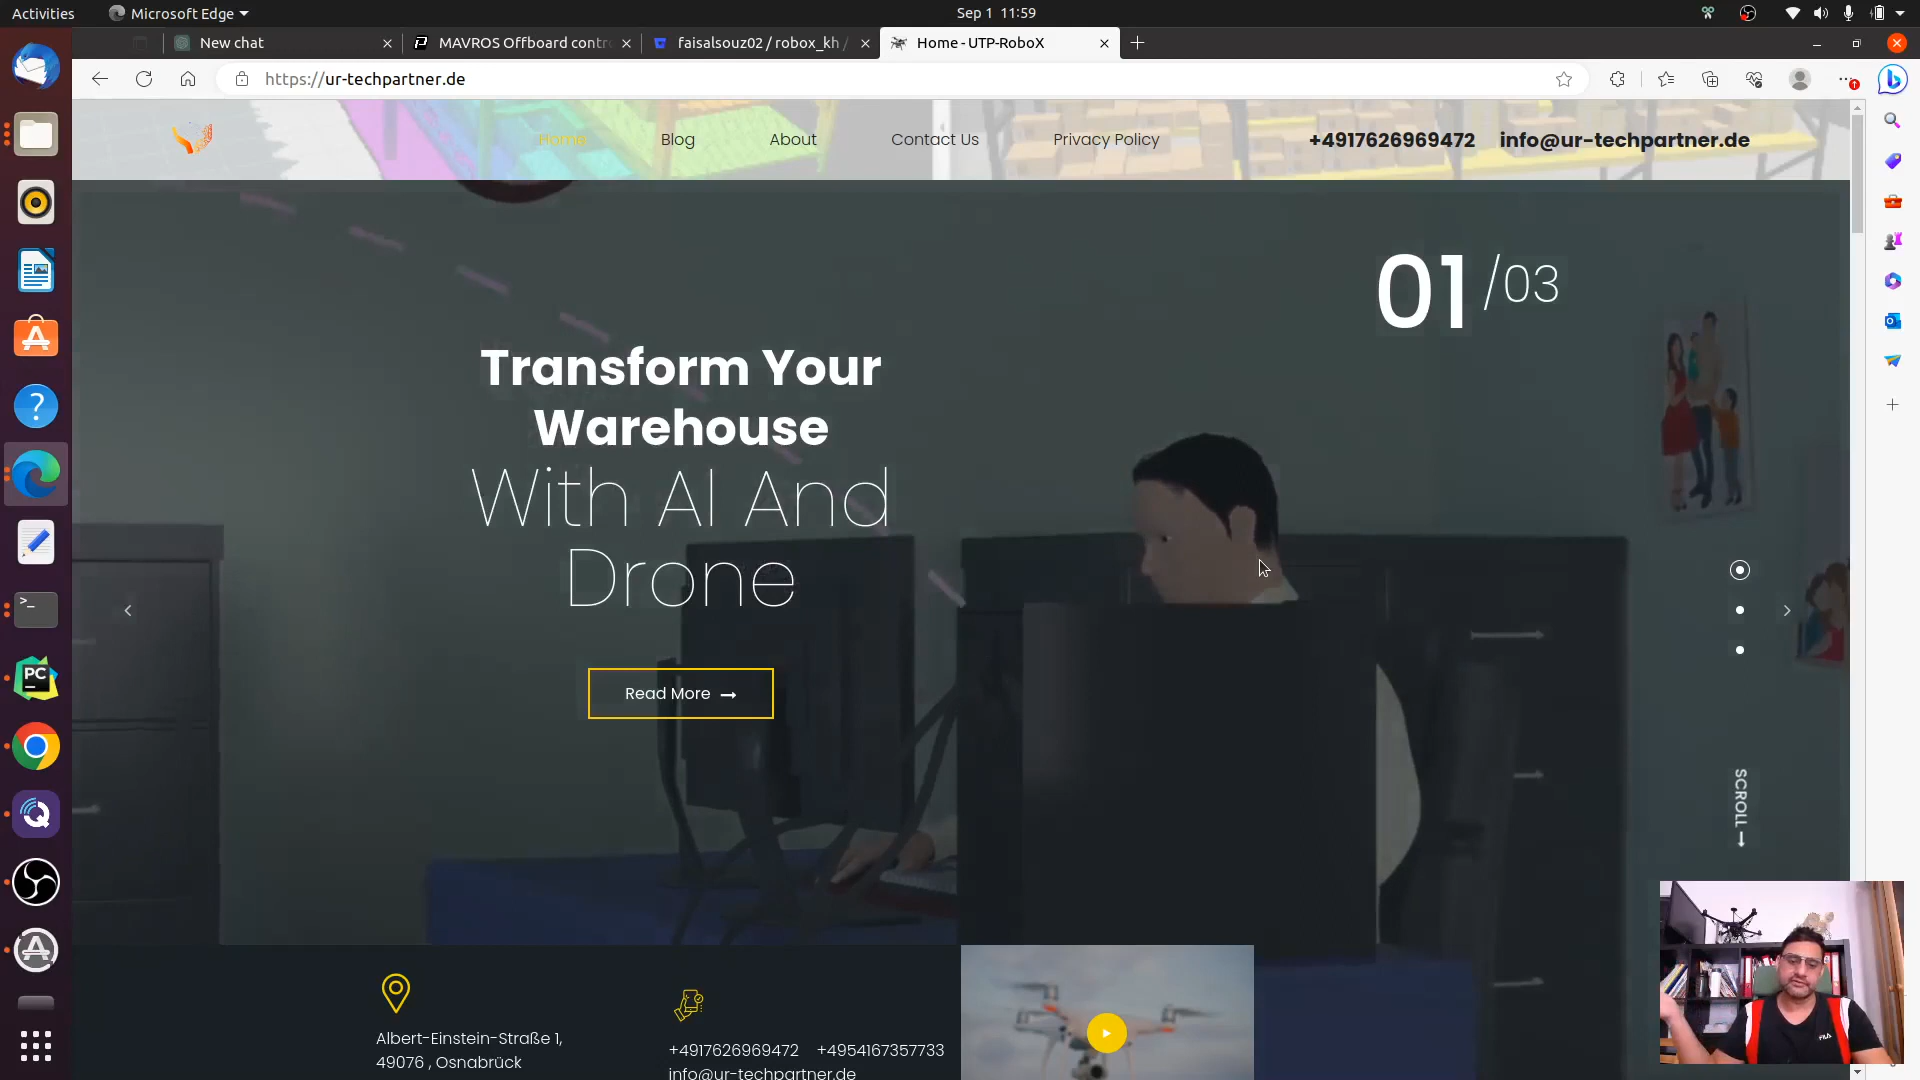 Activities
Microsoft Edge
Sep 1 11:59
New chat
MAVROS Offboard contr
faisalsouz02 / robox_kh /
Home - UTP-RoboX
https://ur-techpartner.de
Home
Blog
About
Contact Us
Privacy Policy
+4917626969472
info@ur-techpartner.de
01 /03
Transform Your
Warehouse
With AI And
Drone
Read More
SCROLL
Albert-Einstein-Straße 1,
49076 , Osnabrück
+4917626969472 +4954167357733
info@ur-techpartner.de
PC
FILA